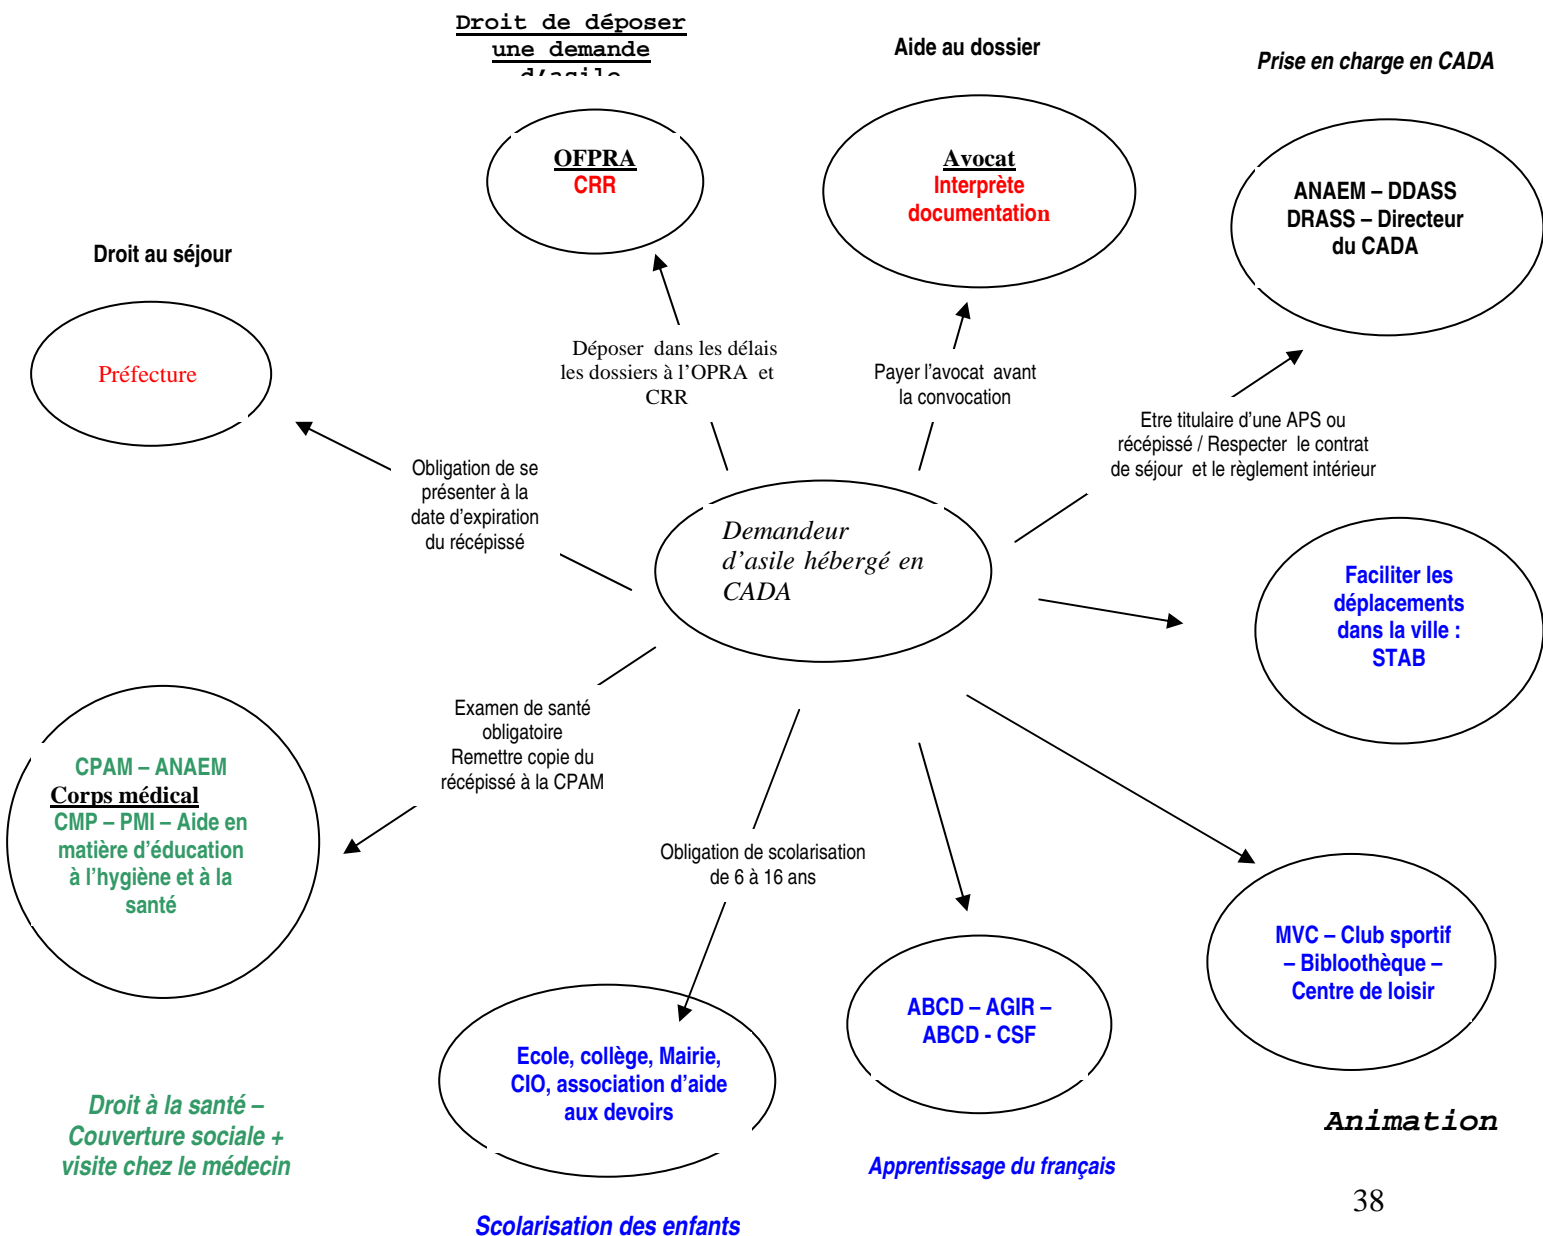 Droit de déposer
une demande
d'asile
Aide au dossier
Prise en charge en CADA
OFPRA
CRR
Avocat
Interprète
documentation
ANAEM – DDASS
DRASS – Directeur
du CADA
Droit au séjour
Préfecture
Déposer dans les délais
les dossiers à l'OPRA et
CRR
Payer l'avocat avant
la convocation
Etre titulaire d'une APS ou
récépissé / Respecter le contrat
de séjour et le règlement intérieur
Obligation de se
présenter à la
date d'expiration
du récépissé
Demandeur
d'asile hébergé en
CADA
Faciliter les
déplacements
dans la ville :
STAB
Examen de santé
obligatoire
Remettre copie du
récépissé à la CPAM
CPAM – ANAEM
Corps médical
CMP – PMI – Aide en
matière d'éducation
à l'hygiène et à la
santé
Obligation de scolarisation
de 6 à 16 ans
MVC – Club sportif
– Bibloothèque –
Centre de loisir
ABCD – AGIR –
ABCD - CSF
Ecole, collège, Mairie,
CIO, association d'aide
aux devoirs
Droit à la santé –
Couverture sociale +
visite chez le médecin
Animation
Apprentissage du français
Scolarisation des enfants
38